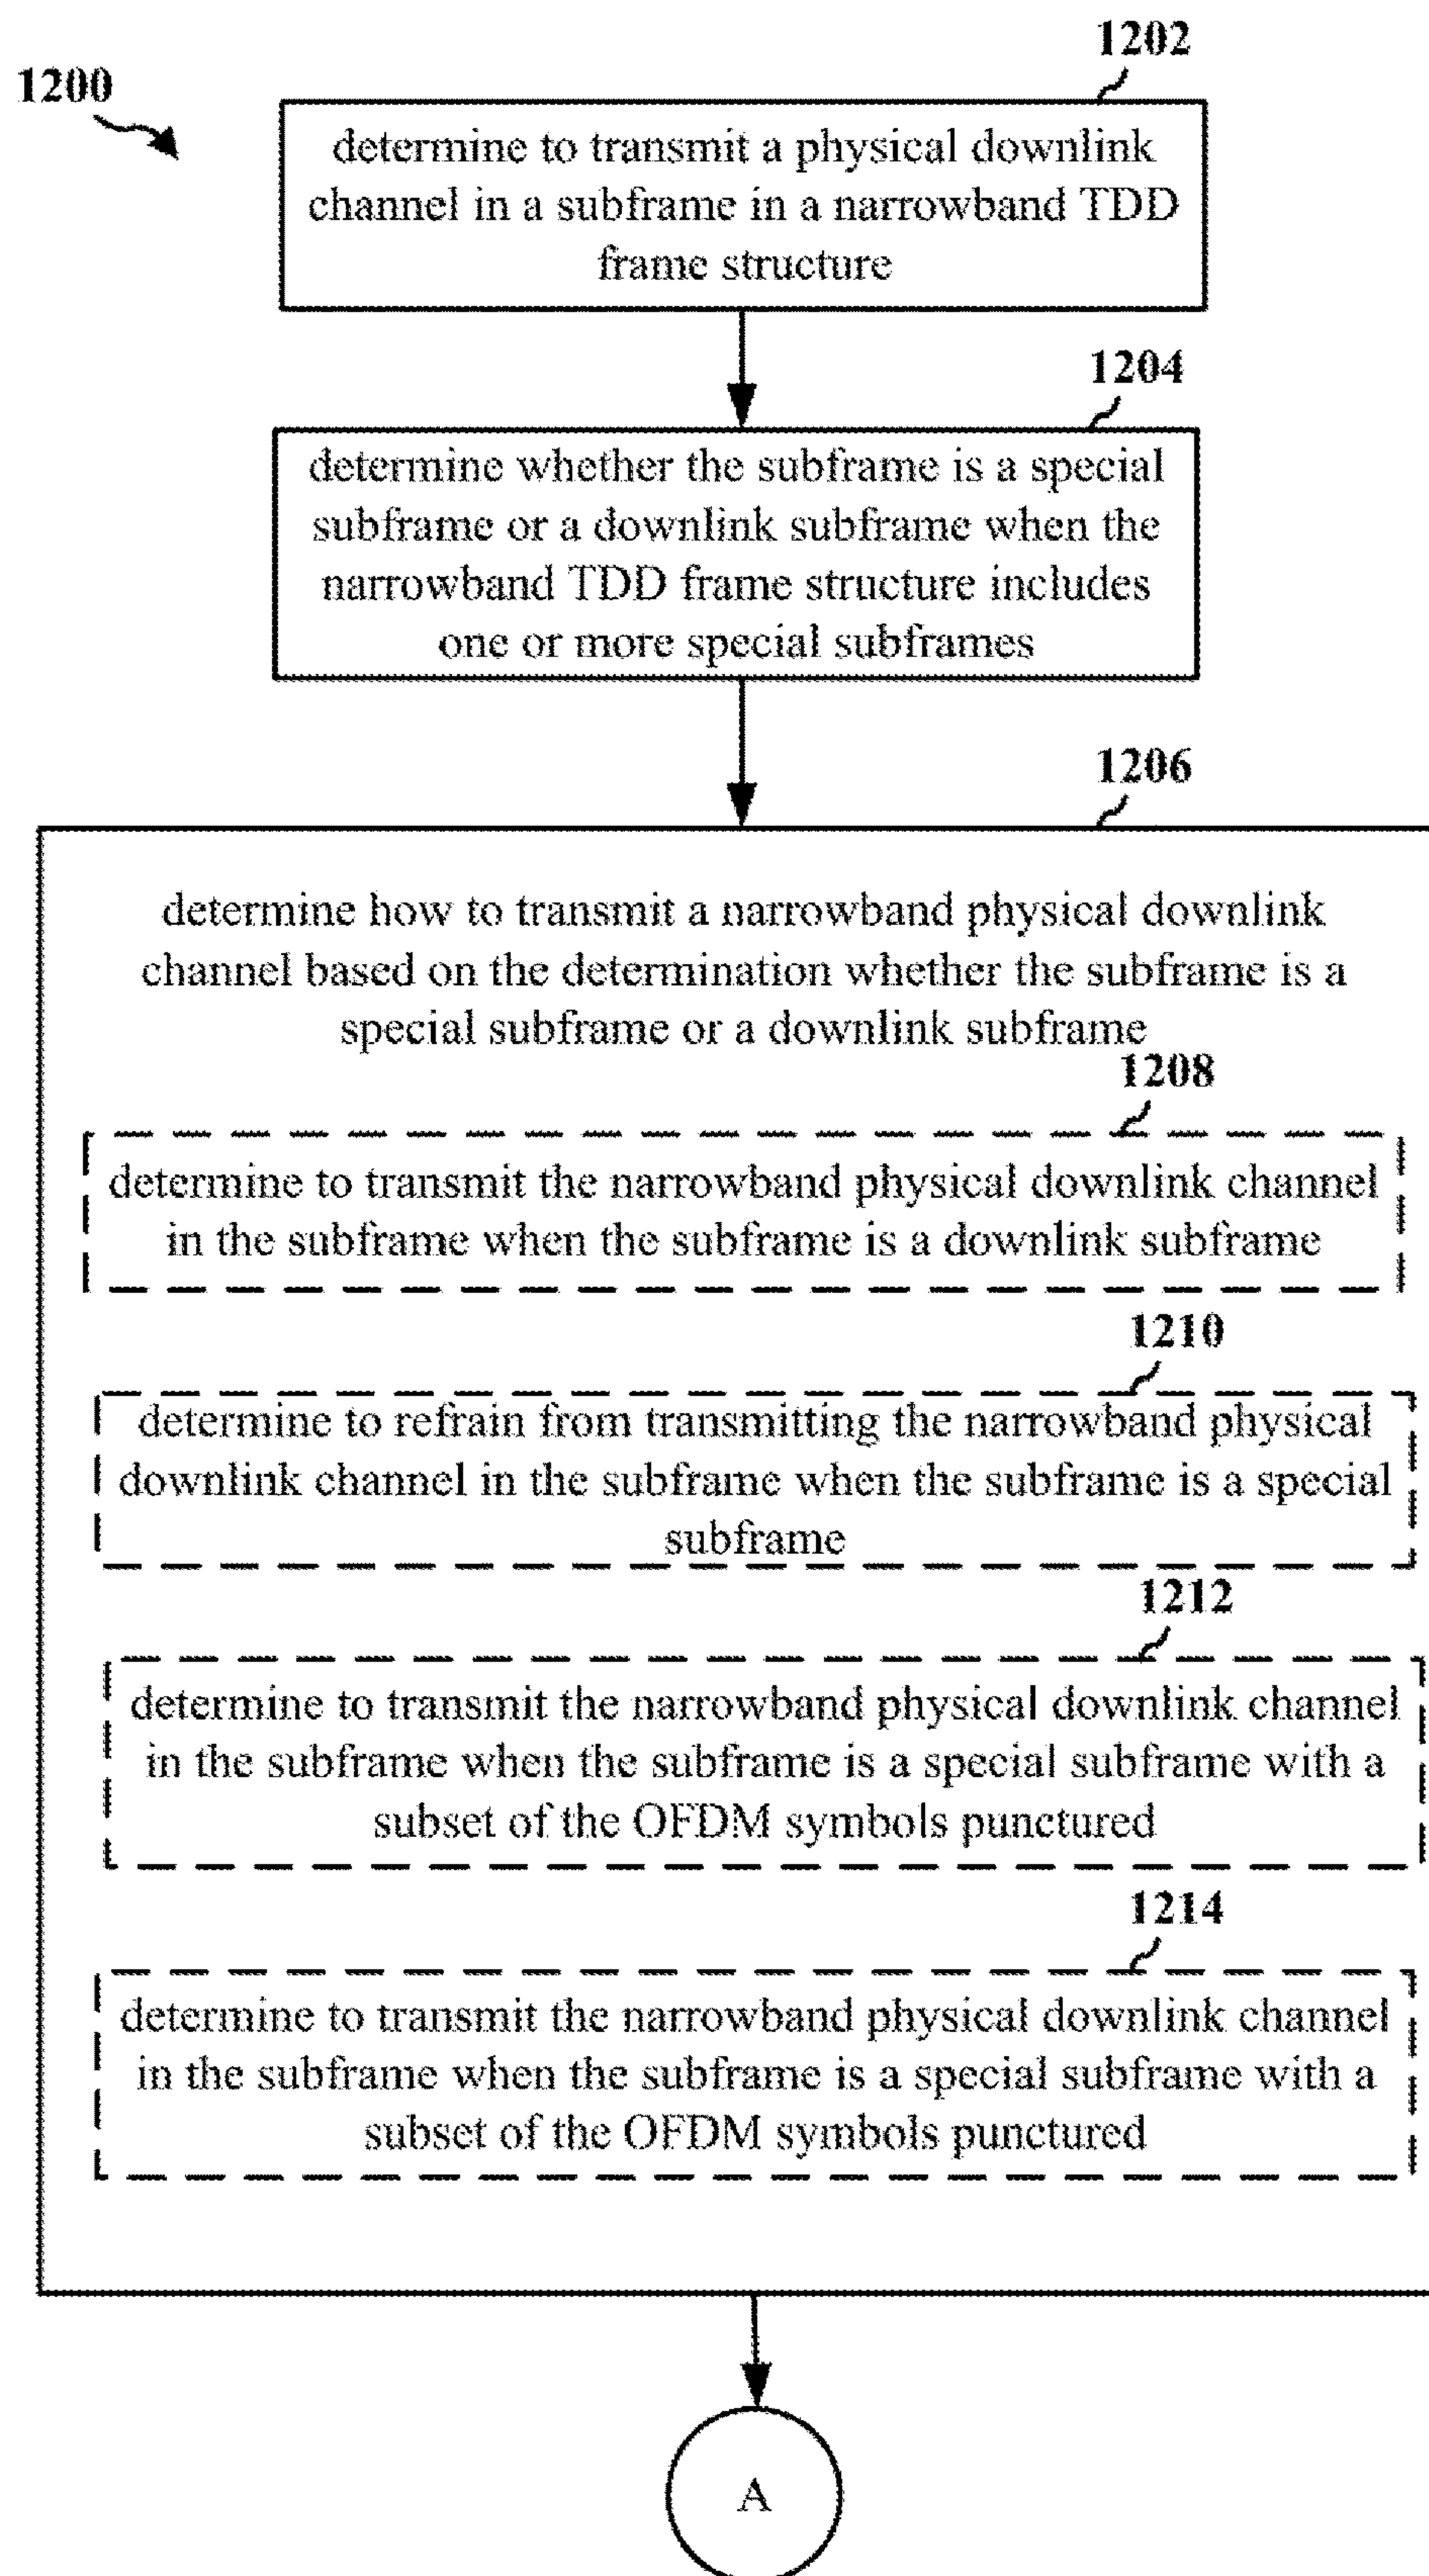 1200
1202
determine to transmit a physical downlink
channel in a subframe in a narrowband TDD
frame structure
1204
determine whether the subframe is a special
subframe or a downlink subframe when the
narrowband TDD frame structure includes
one or more special subframes
1206
determine how to transmit a narrowband physical downlink
channel based on the determination whether the subframe is a
special subframe or a downlink subframe
1208
determine to transmit the narrowband physical downlink channel
in the subframe when the subframe is a downlink subframe
1210
determine to refrain from transmitting the narrowband physical
downlink channel in the subframe when the subframe is a special
subframe
1212
determine to transmit the narrowband physical downlink channel
in the subframe when the subframe is a special subframe with a
subset of the OFDM symbols punctured
1214
determine to transmit the narrowband physical downlink channel
in the subframe when the subframe is a special subframe with a
subset of the OFDM symbols punctured
A